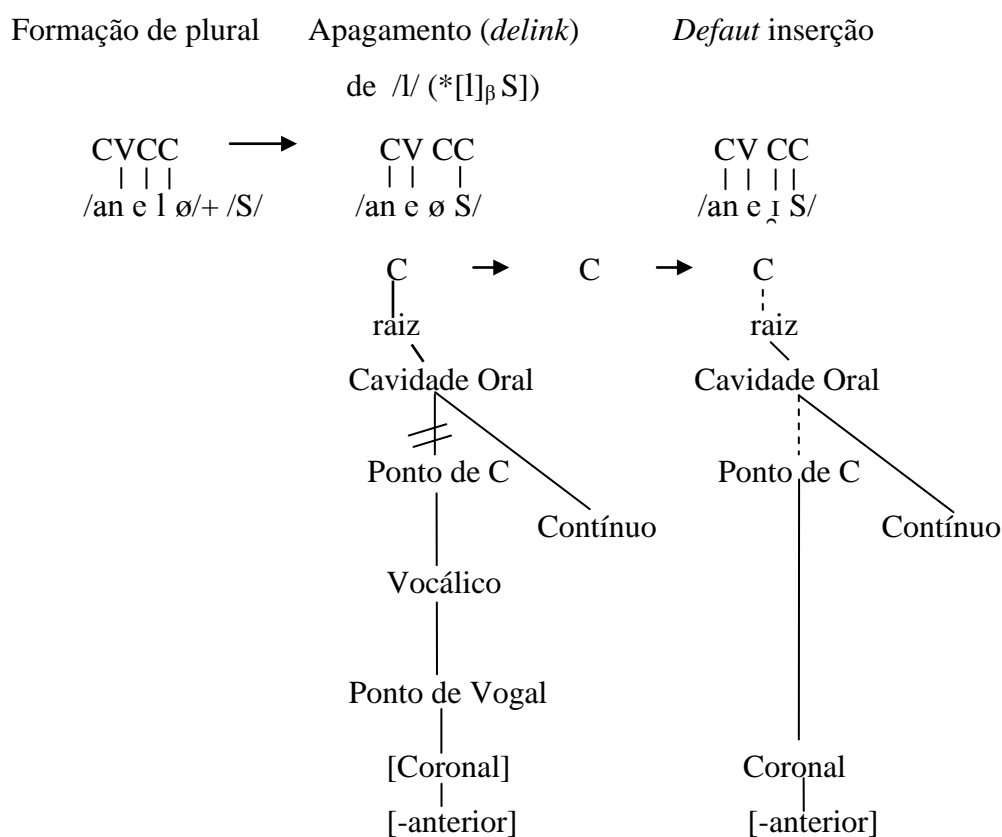 Formação de plural Apagamento (delink) Defaut inserção
de /l/ (*[l]β S])
CVCC CV CC CV CC
/an e l ø/+ /S/ /an e ø S/ /an e ɪ̯ S/
C C C
raiz raiz
Cavidade Oral Cavidade Oral
Ponto de C Ponto de C
Contínuo Contínuo
Vocálico
Ponto de Vogal
[Coronal] Coronal
[-anterior] [-anterior]